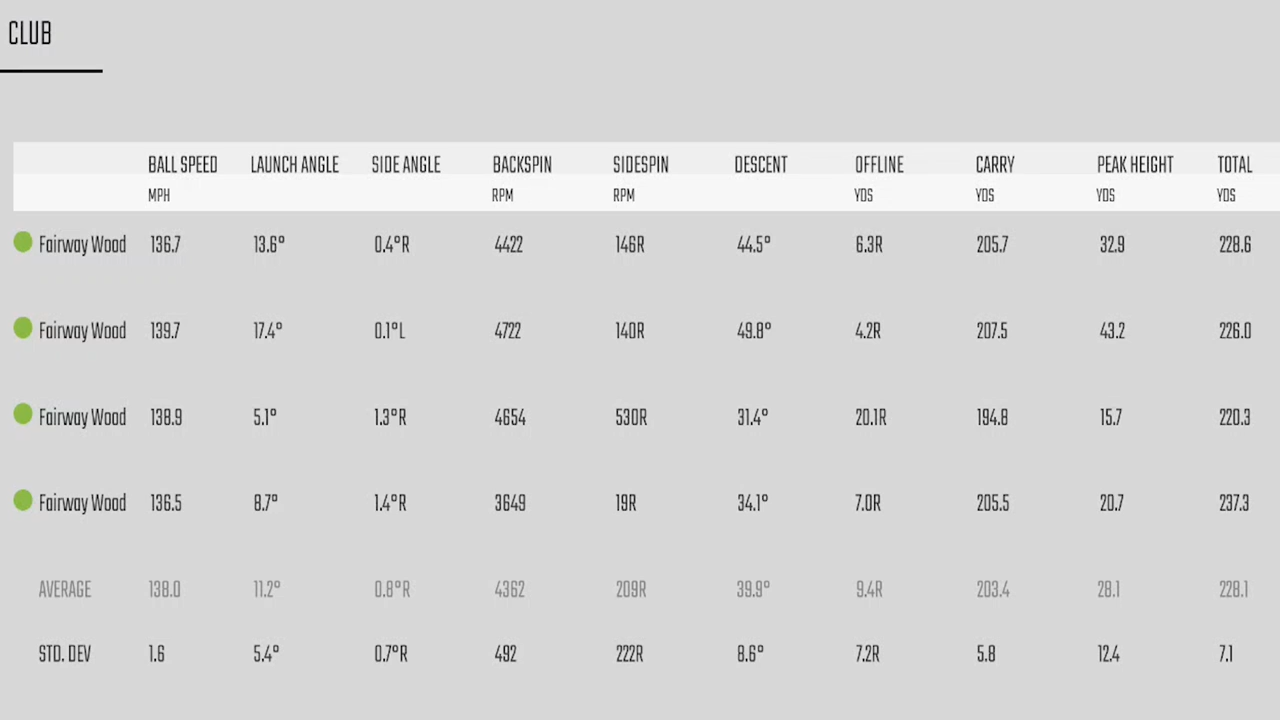 CLUB
BALL SPEED LAUNCH ANGLE SIDE ANGLE BACKSPIN SIDESPIN DESCENT OFFLINE CARRY PEAK HEIGHT TOTAL
MPH RPM RPM YDS YDS YDS YDS
Fairway Wood 136.7 13.6° 0.4°R 4422 146R 44.5° 6.3R 205.7 32.9 228.6
Fairway Wood 139.7 17.4° 0.1°L 4722 140R 49.8° 4.2R 207.5 43.2 226.0
Fairway Wood 138.9 5.1° 1.3°R 4654 530R 31.4° 20.1R 194.8 15.7 220.3
Fairway Wood 136.5 8.7° 1.4°R 3649 19R 34.1° 7.0R 205.5 20.7 237.3
AVERAGE 138.0 11.2° 0.8°R 4362 209R 39.9° 9.4R 203.4 28.1 228.1
STD. DEV 1.6 5.4° 0.7°R 492 222R 8.6° 7.2R 5.8 12.4 7.1